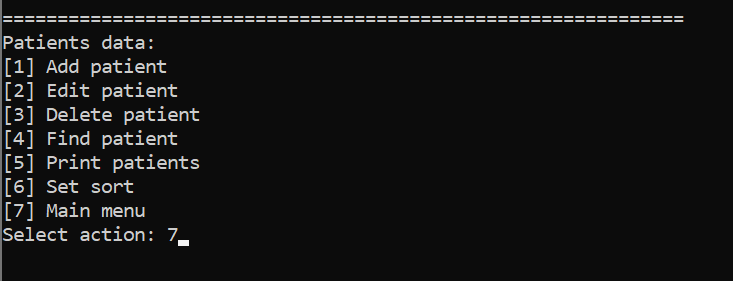 ==============================================================
Patients data:
[1] Add patient
[2] Edit patient
[3] Delete patient
[4] Find patient
[5] Print patients
[6] Set sort
[7] Main menu
Select action: 7